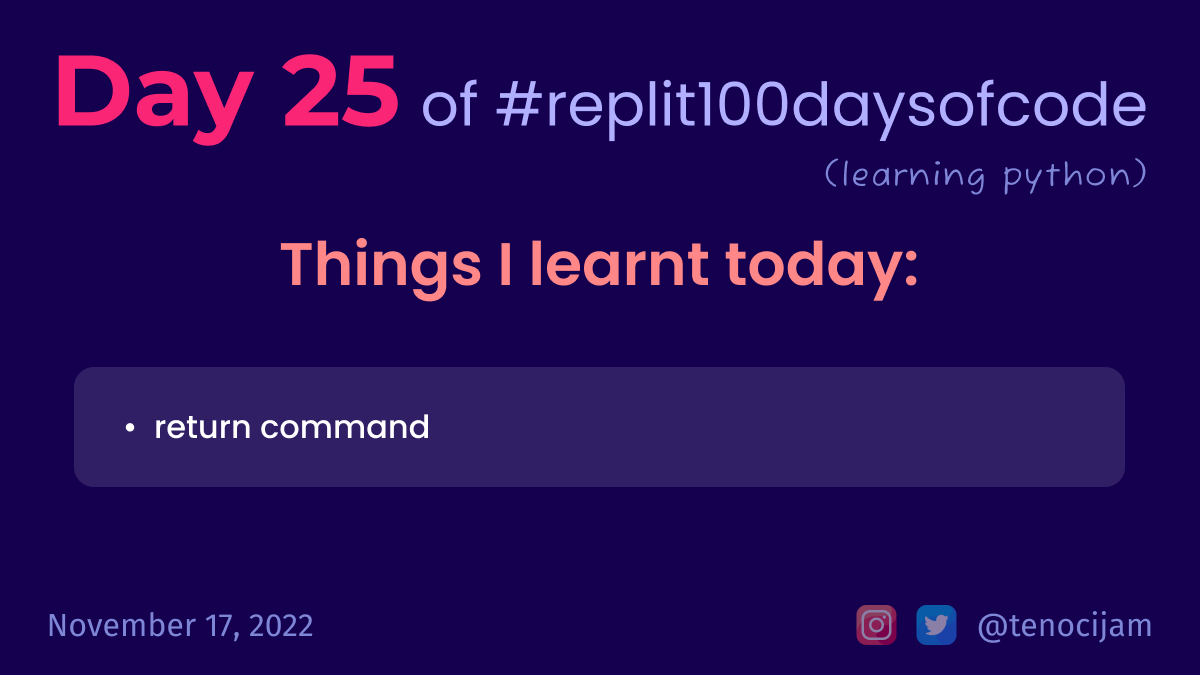 Day 25 of #replit100daysofcode
(learning python)
Things I learnt today:
• return command
November 17, 2022
@tenocijam